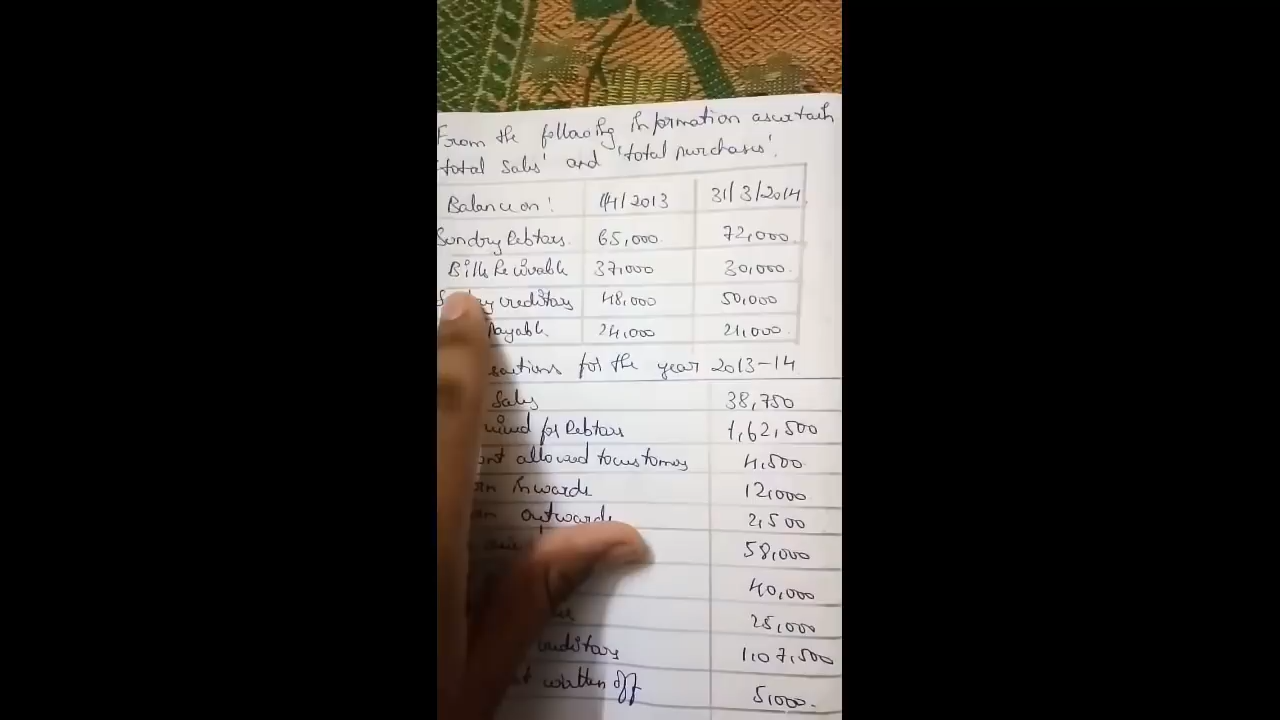 From the following information ascertain
'total sales' and 'total purchases'.
Balance on: 1/4/2013 31/3/2014
Sundry Debtors. 65,000 72,000
Bills Receivable 37,000 30,000
creditors 48,000 50,000
Payable 24,000 21,000
for the year 2013-14
Sales 38,750
for Debtors 1,62,500
allowed to customers 4,500
Inwards 12,000
outwards 2,500
58,000
40,000
25,000
creditors 1,07,500
written off 5,000